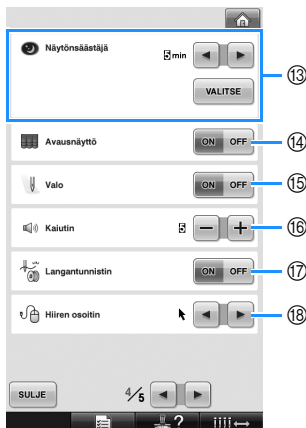 Näytönsäästäjä 5 min
VALITSE
⑬
Avausnäyttö ON OFF ⑭
Valo ON OFF ⑮
Kaiutin 5 − + ⑯
Langantunnistin ON OFF ⑰
Hiiren osoitin ⑱
SULJE 4/5
?